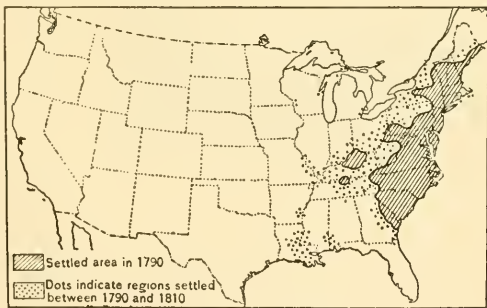 Settled area in 1790
Dots indicate regions settled
between 1790 and 1810